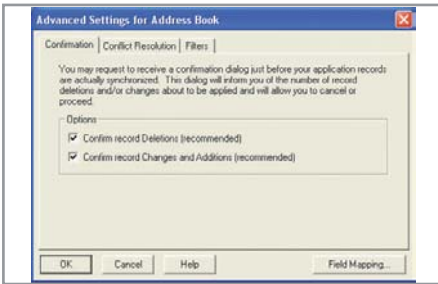 Advanced Settings for Address Book
Confirmation Conflict Resolution Filters
You may request to receive a confirmation dialog just before your application records
are actually synchronized. This dialog will inform you of the number of record
deletions and/or changes about to be applied and will allow you to cancel or
proceed.
Options
Confirm record Deletions (recommended)
Confirm record Changes and Additions (recommended)
OK Cancel Help Field Mapping...